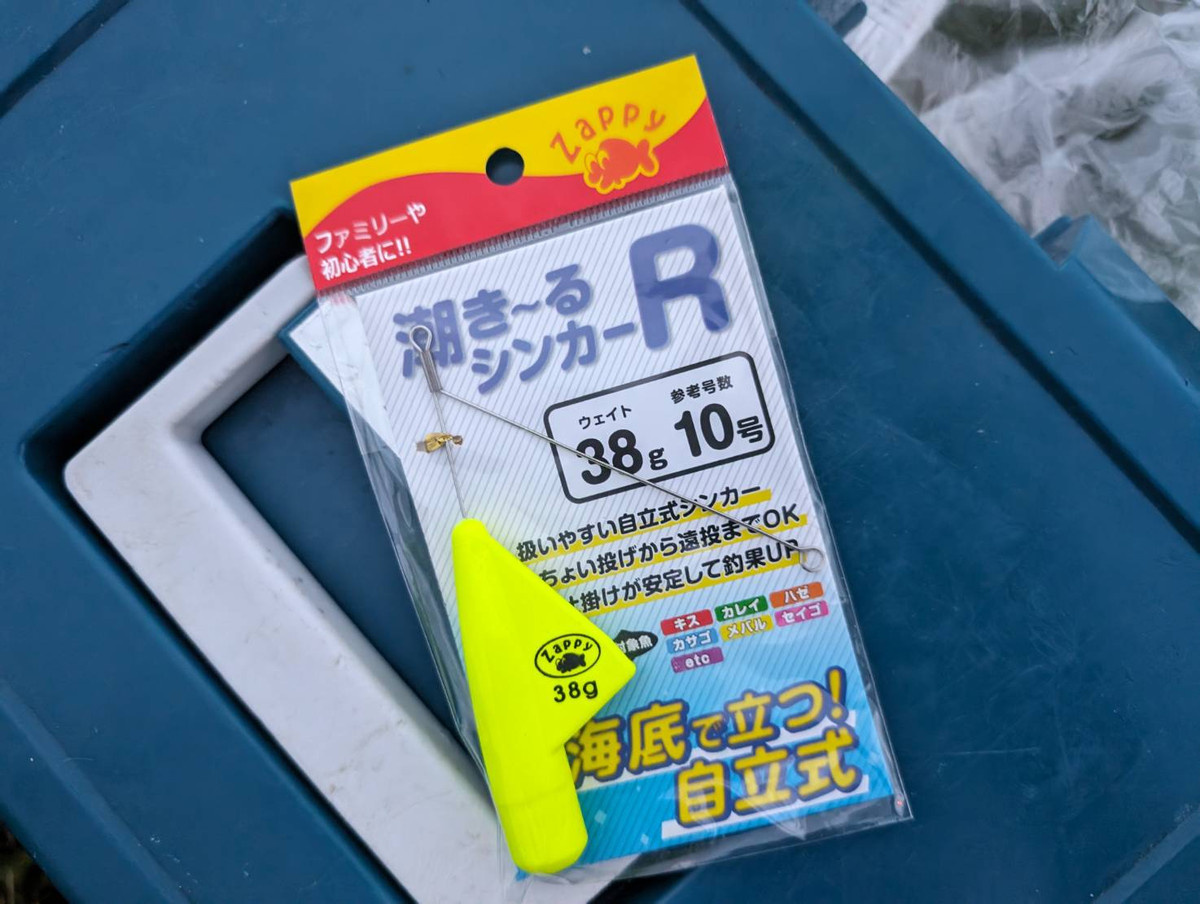 Zappy
ファミリーや
初心者に!!
潮き〜る
シンカーR
ウェイト
38g
参考号数
10号
扱いやすい自立式シンカー
ちょい投げから遠投までOK
仕掛けが安定して釣果UP
対象魚
キス カレイ ハゼ
カサゴ メバル セイゴ
etc
Zappy
38g
海底で立つ!
自立式